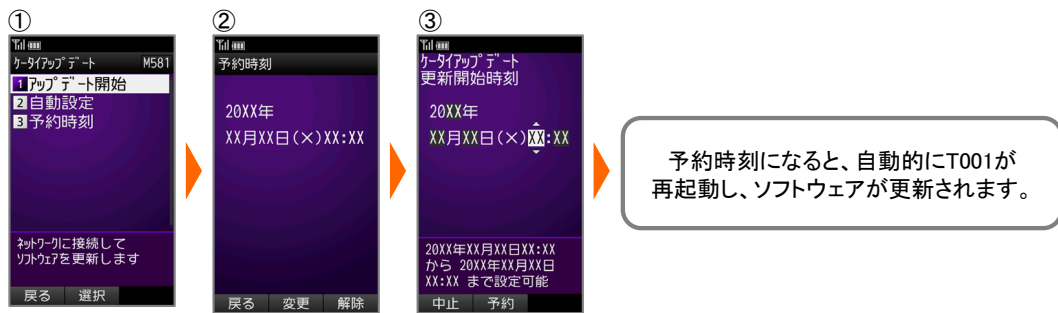 ①
ケータイアップデート M581
1 アップデート開始
2 自動設定
3 予約時刻
ネットワークに接続して
ソフトウェアを更新します
戻る 選択
②
予約時刻
20XX年
XX月XX日(×)XX:XX
戻る 変更 解除
③
ケータイアップデート
更新開始時刻
20XX年
XX月XX日(×)XX:XX
20XX年XX月XX日XX:XX
から 20XX年XX月XX日
XX:XX まで設定可能
中止 予約
予約時刻になると、自動的にT001が
再起動し、ソフトウェアが更新されます。